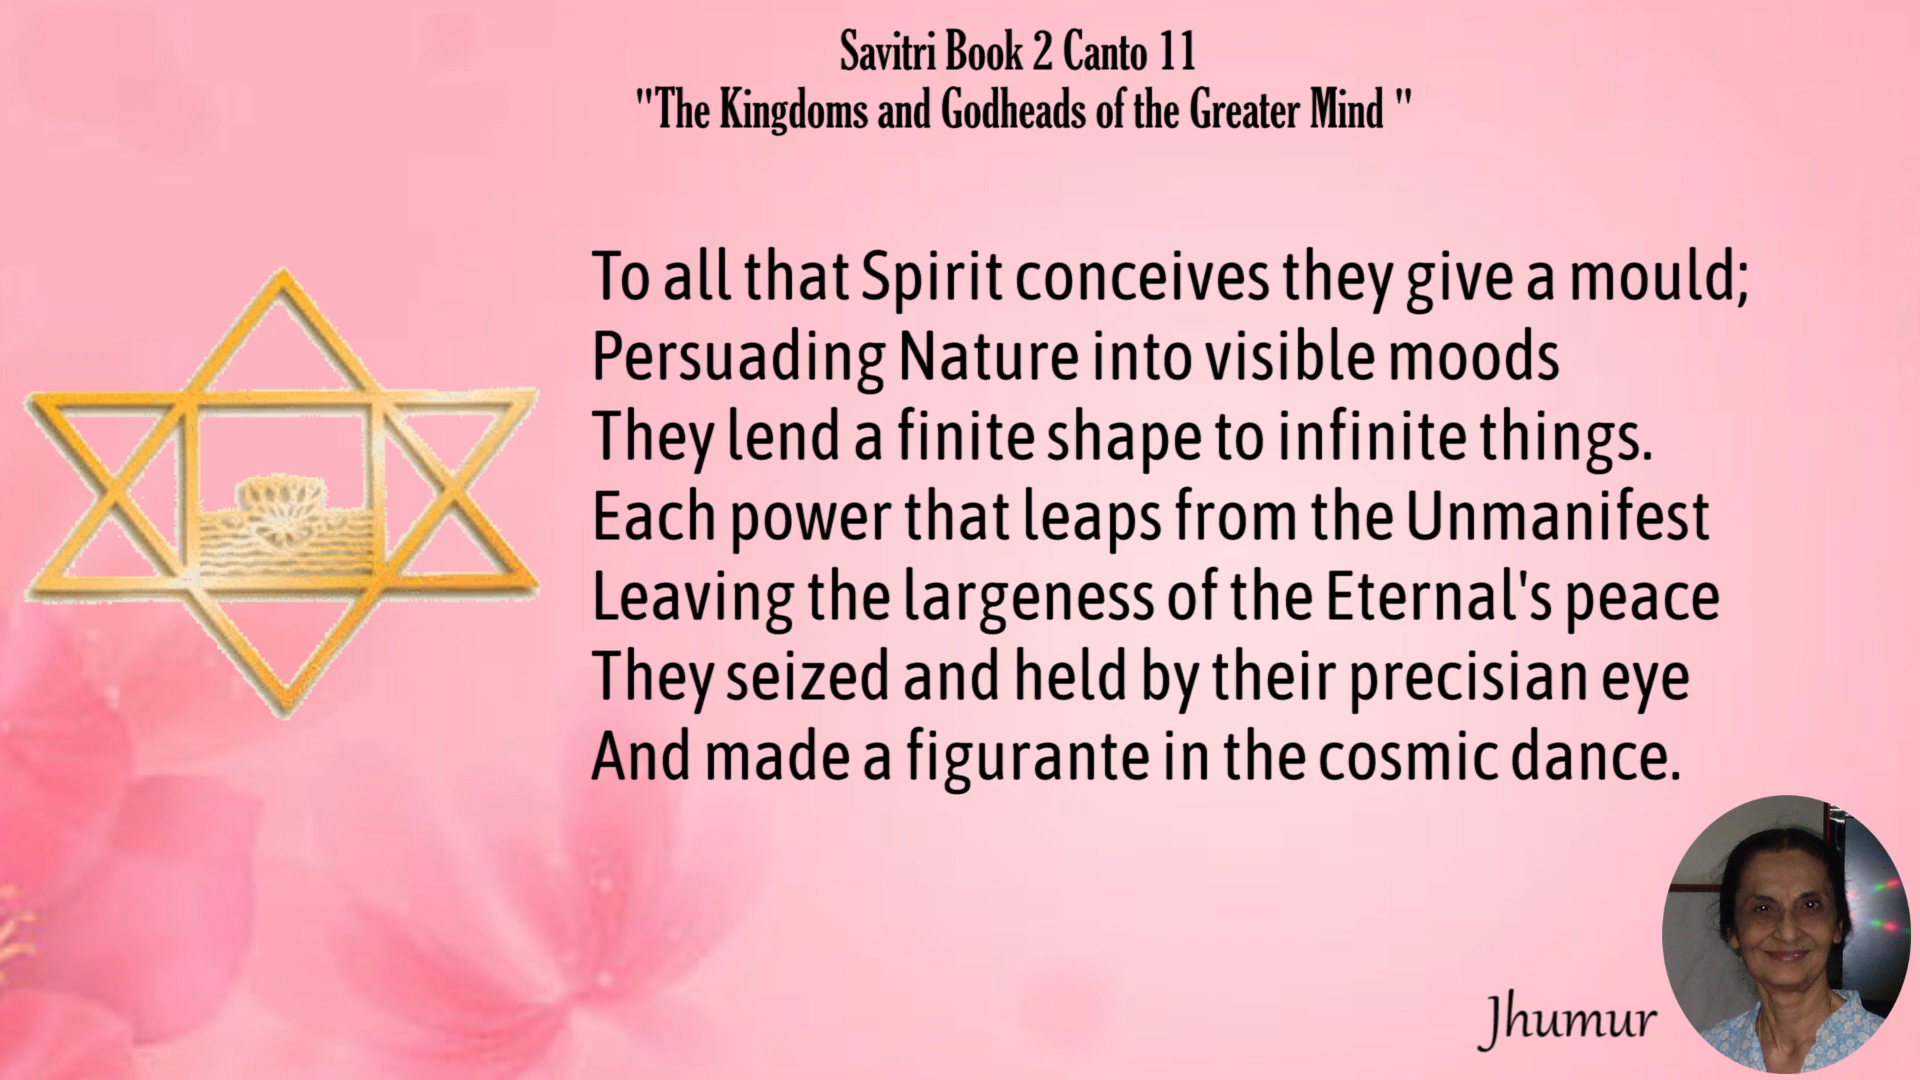 Savitri Book 2 Canto 11
"The Kingdoms and Godheads of the Greater Mind "
To all that Spirit conceives they give a mould;
Persuading Nature into visible moods
They lend a finite shape to infinite things.
Each power that leaps from the Unmanifest
Leaving the largeness of the Eternal's peace
They seized and held by their precisian eye
And made a figurante in the cosmic dance.
Jhumur